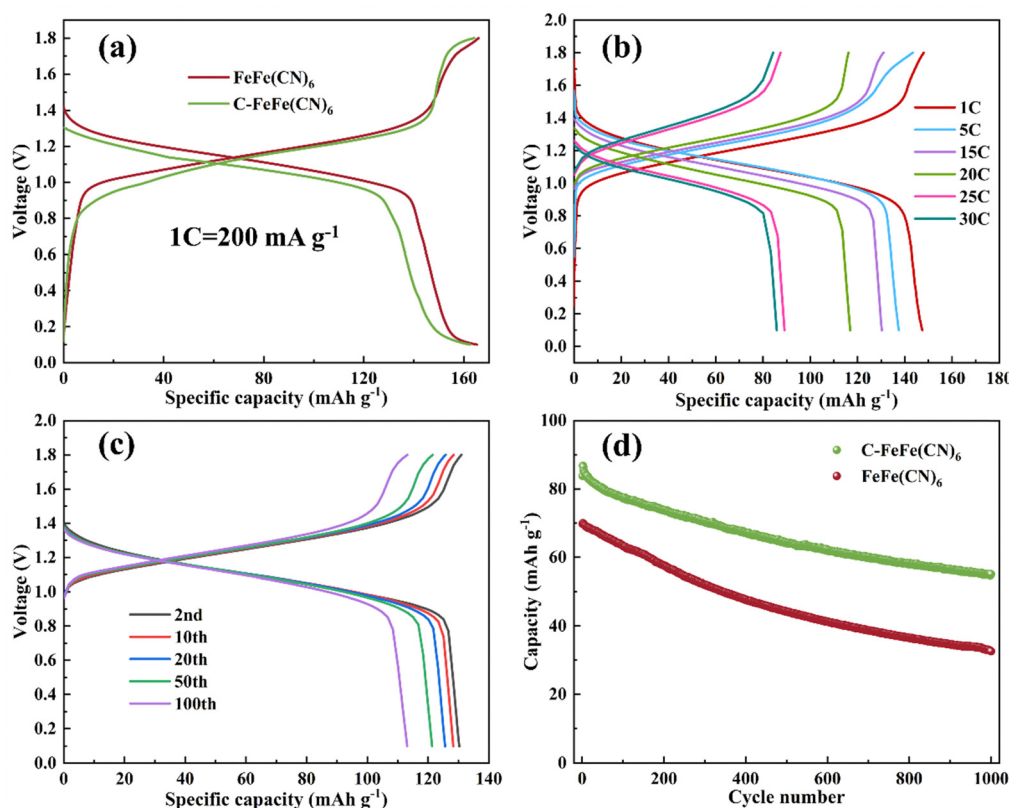 (a)
FeFe(CN)₆
C-FeFe(CN)₆
1C=200 mA g⁻¹
Voltage (V)
2.0
1.8
1.6
1.4
1.2
1.0
0.8
0.6
0.4
0.2
0.0
0 40 80 120 160
Specific capacity (mAh g⁻¹)
(b)
1C
5C
15C
20C
25C
30C
Voltage (V)
2.0
1.8
1.6
1.4
1.2
1.0
0.8
0.6
0.4
0.2
0.0
0 20 40 60 80 100 120 140 160 180
Specific capacity (mAh g⁻¹)
(c)
2nd
10th
20th
50th
100th
Voltage (V)
2.0
1.8
1.6
1.4
1.2
1.0
0.8
0.6
0.4
0.2
0.0
0 20 40 60 80 100 120 140
Specific capacity (mAh g⁻¹)
(d)
C-FeFe(CN)₆
FeFe(CN)₆
Capacity (mAh g⁻¹)
100
80
60
40
20
0
0 200 400 600 800 1000
Cycle number